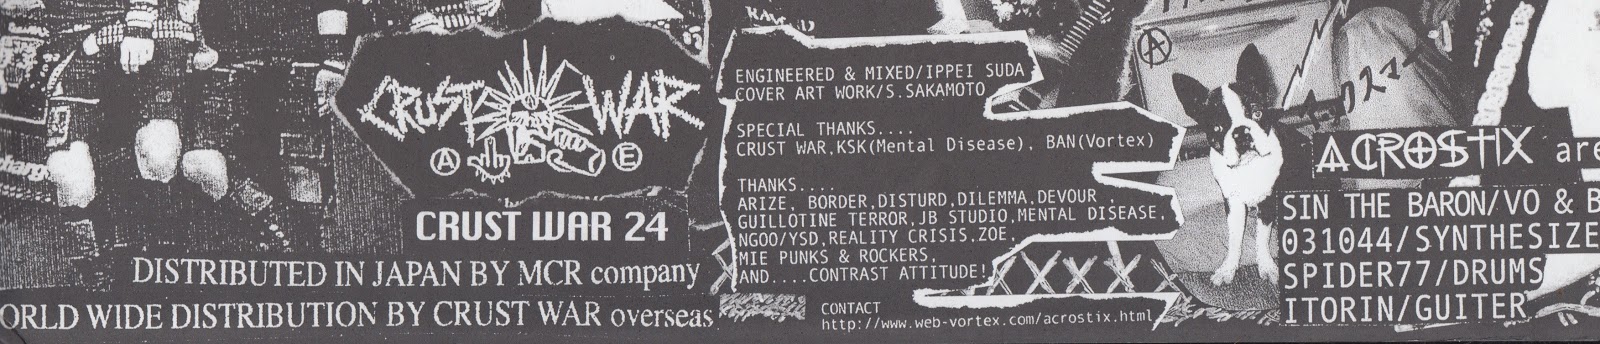 CRUST WAR
A E
CRUST WAR 24
DISTRIBUTED IN JAPAN BY MCR company
ORLD WIDE DISTRIBUTION BY CRUST WAR overseas
ENGINEERED & MIXED/IPPEI SUDA
COVER ART WORK/S.SAKAMOTO
SPECIAL THANKS....
CRUST WAR,KSK(Mental Disease), BAN(Vortex)
THANKS....
ARIZE, BORDER,DISTURD,DILEMMA,DEVOUR ,
GUILLOTINE TERROR,JB STUDIO,MENTAL DISEASE,
NGOO/YSD,REALITY CRISIS,ZOE,
MIE PUNKS & ROCKERS,
AND....CONTRAST ATTITUDE!
CONTACT
http://www.web-vortex.com/acrostix.html
A
ACROSTIX are
SIN THE BARON/VO & B
031044/SYNTHESIZE
SPIDER77/DRUMS
ITORIN/GUITER